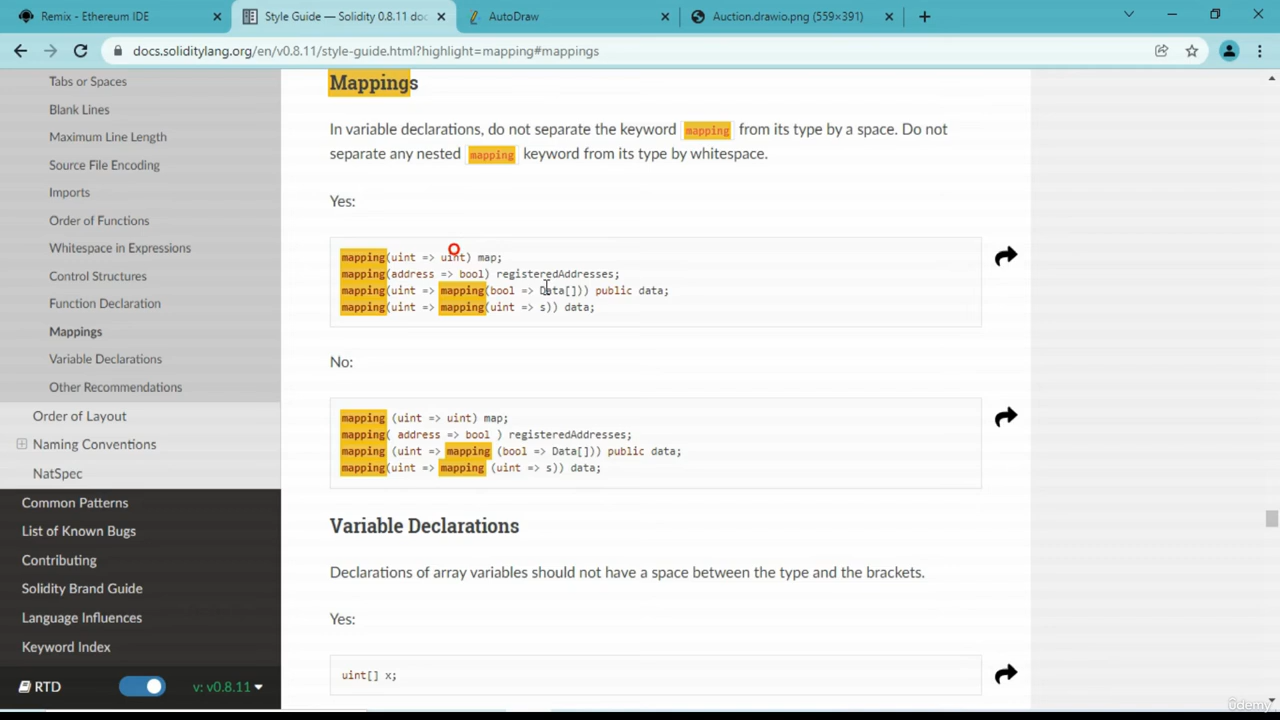 Remix - Ethereum IDE
Style Guide — Solidity 0.8.11 doc
AutoDraw
Auction.drawio.png (559×391)
docs.soliditylang.org/en/v0.8.11/style-guide.html?highlight=mapping#mappings
Tabs or Spaces
Blank Lines
Maximum Line Length
Source File Encoding
Imports
Order of Functions
Whitespace in Expressions
Control Structures
Function Declaration
Mappings
Variable Declarations
Other Recommendations
Order of Layout
Naming Conventions
NatSpec
Common Patterns
List of Known Bugs
Contributing
Solidity Brand Guide
Language Influences
Keyword Index
RTD
v: v0.8.11
Mappings
In variable declarations, do not separate the keyword mapping from its type by a space. Do not
separate any nested mapping keyword from its type by whitespace.
Yes:
mapping(uint => uint) map;
mapping(address => bool) registeredAddresses;
mapping(uint => mapping(bool => Data[])) public data;
mapping(uint => mapping(uint => s)) data;
No:
mapping (uint => uint) map;
mapping( address => bool ) registeredAddresses;
mapping (uint => mapping (bool => Data[])) public data;
mapping(uint => mapping (uint => s)) data;
Variable Declarations
Declarations of array variables should not have a space between the type and the brackets.
Yes:
uint[] x;
ûdemy